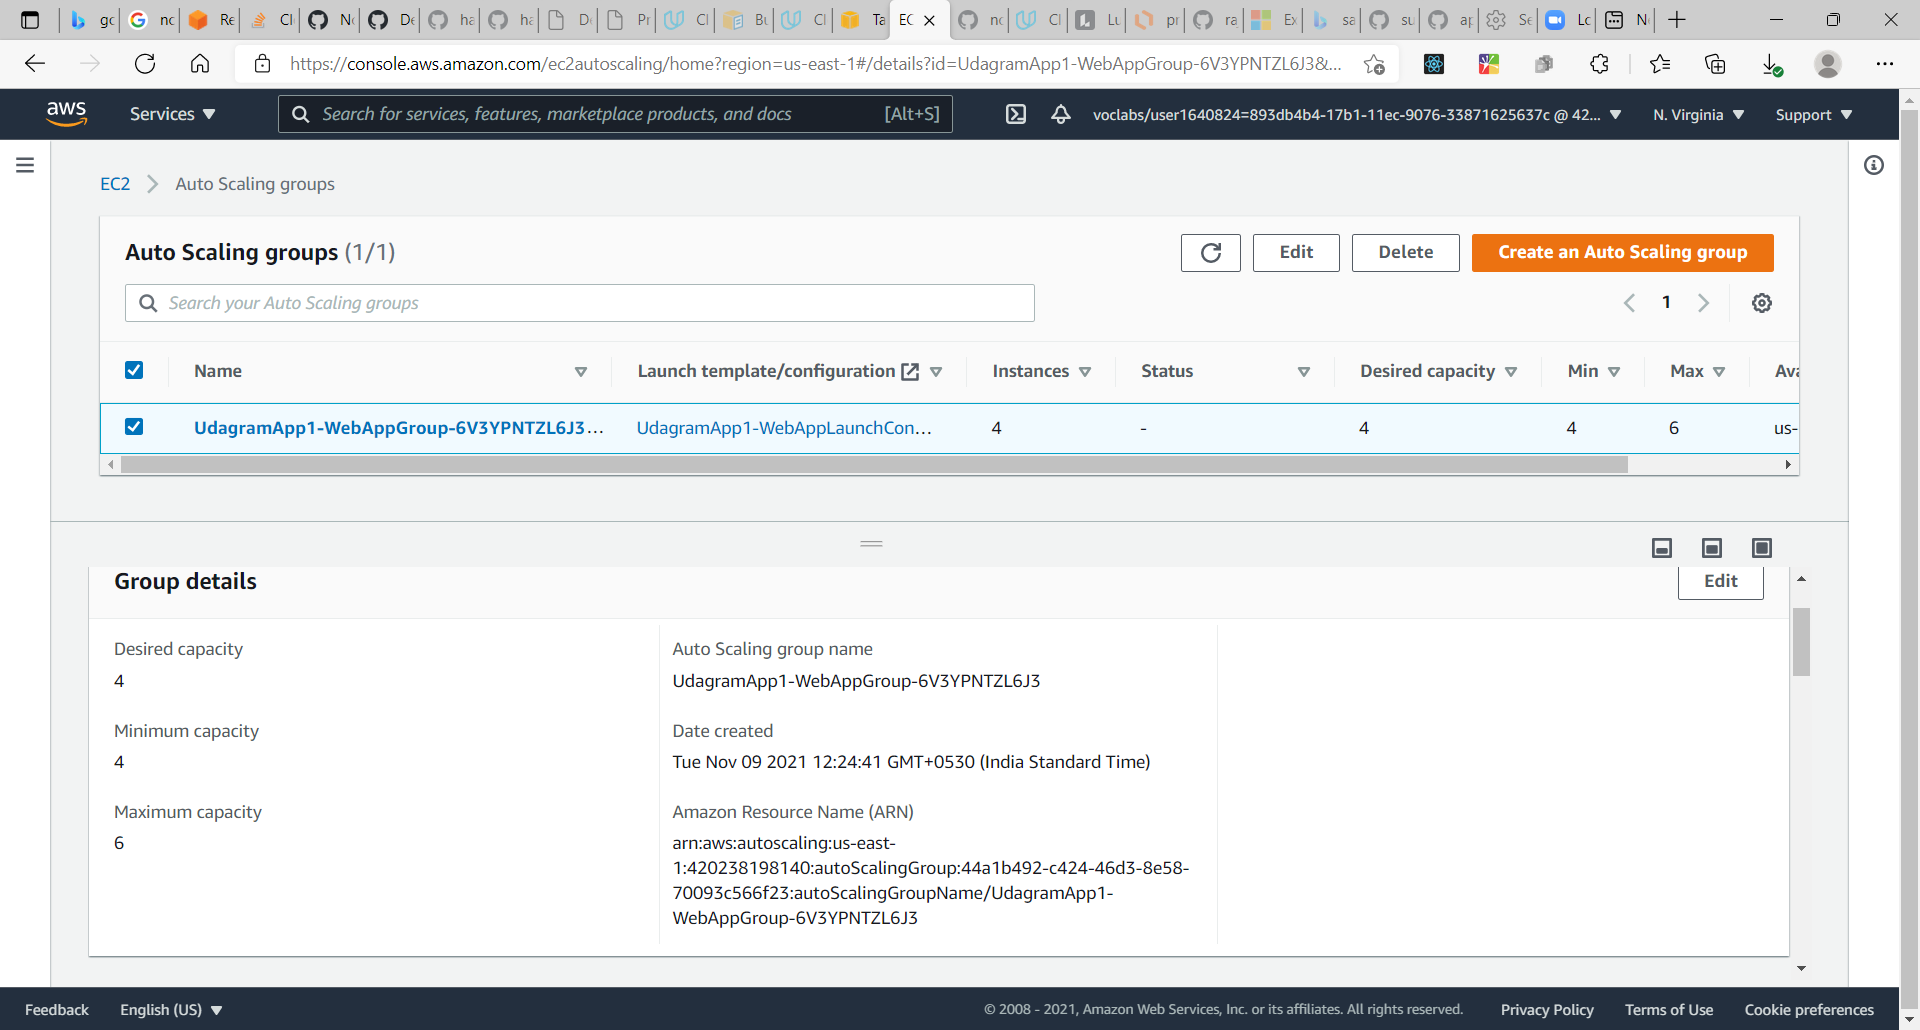 gc
nc
Re
Cl
No
De
ha
ha
Do
Pr
Cl
Bu
Cl
Ta
EC
nc
Cl
Lu
pr
ra
Ex
sa
su
ap
Se
Lo
N
https://console.aws.amazon.com/ec2autoscaling/home?region=us-east-1#/details?id=UdagramApp1-WebAppGroup-6V3YPNTZL6J3&...
aws
Services
Search for services, features, marketplace products, and docs
[Alt+S]
voclabs/user1640824=893db4b4-17b1-11ec-9076-33871625637c @ 42...
N. Virginia
Support
EC2
Auto Scaling groups
Auto Scaling groups (1/1)
Edit
Delete
Create an Auto Scaling group
Search your Auto Scaling groups
1
Name
Launch template/configuration
Instances
Status
Desired capacity
Min
Max
Ava
UdagramApp1-WebAppGroup-6V3YPNTZL6J3...
UdagramApp1-WebAppLaunchCon...
4
-
4
4
6
us-
Group details
Edit
Desired capacity
4
Minimum capacity
4
Maximum capacity
6
Auto Scaling group name
UdagramApp1-WebAppGroup-6V3YPNTZL6J3
Date created
Tue Nov 09 2021 12:24:41 GMT+0530 (India Standard Time)
Amazon Resource Name (ARN)
arn:aws:autoscaling:us-east-
1:420238198140:autoScalingGroup:44a1b492-c424-46d3-8e58-
70093c566f23:autoScalingGroupName/UdagramApp1-
WebAppGroup-6V3YPNTZL6J3
Feedback
English (US)
© 2008 - 2021, Amazon Web Services, Inc. or its affiliates. All rights reserved.
Privacy Policy
Terms of Use
Cookie preferences